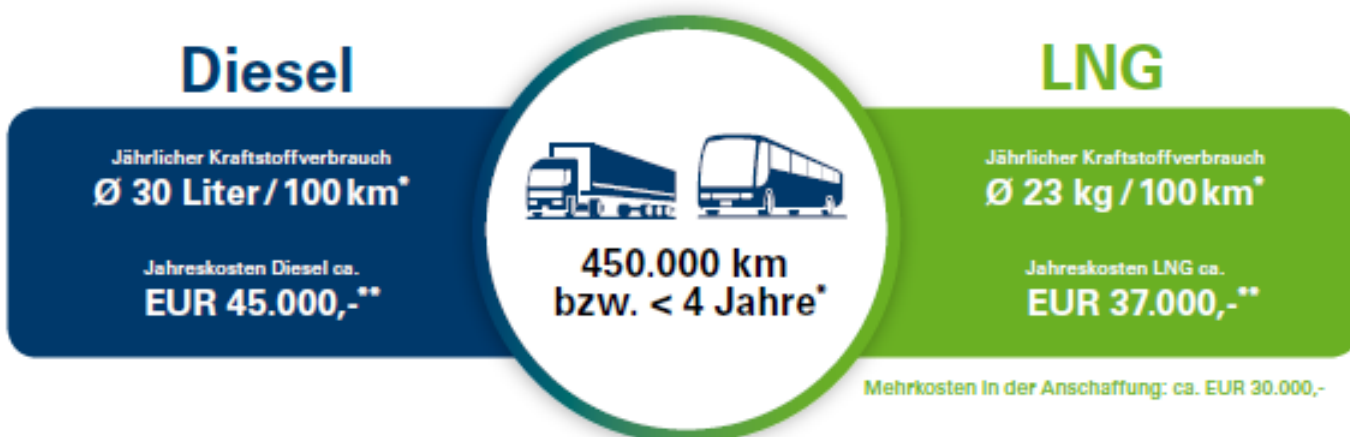 Diesel
Jährlicher Kraftstoffverbrauch
Ø 30 Liter/100 km*
Jahreskosten Diesel ca.
EUR 45.000,-**
450.000 km
bzw. < 4 Jahre*
LNG
Jährlicher Kraftstoffverbrauch
Ø 23 kg/100 km*
Jahreskosten LNG ca.
EUR 37.000,-**
Mehrkosten in der Anschaffung: ca. EUR 30.000,-